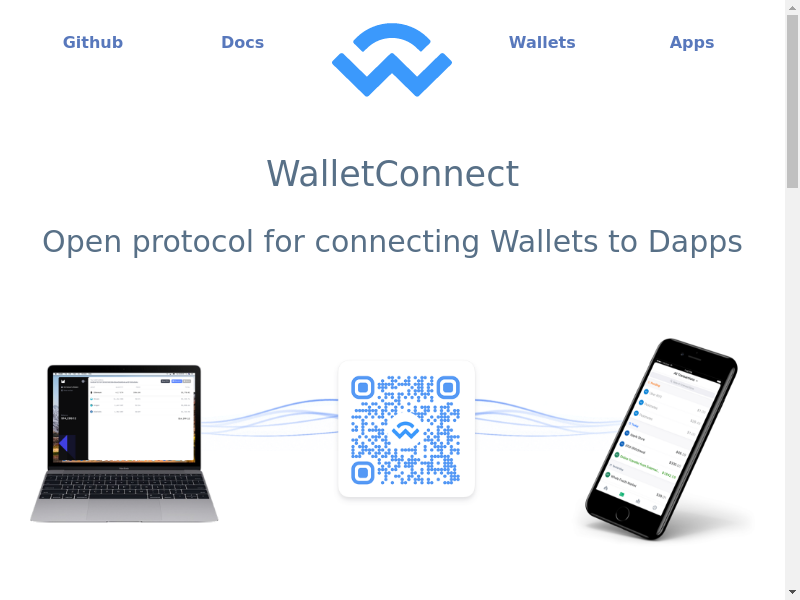 Github
Docs
Wallets
Apps
WalletConnect
Open protocol for connecting Wallets to Dapps